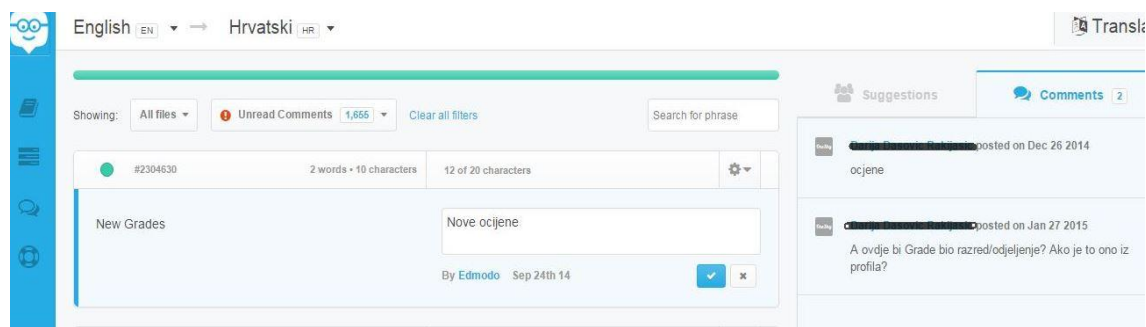 English EN → Hrvatski HR
Transla
Showing: All files Unread Comments 1,655 Clear all filters Search for phrase
#2304630 2 words • 10 characters 12 of 20 characters
New Grades
Nove ocijene
By Edmodo Sep 24th 14
Suggestions Comments 2
posted on Dec 26 2014
ocjene
posted on Jan 27 2015
A ovdje bi Grade bio razred/odjeljenje? Ako je to ono iz
profila?